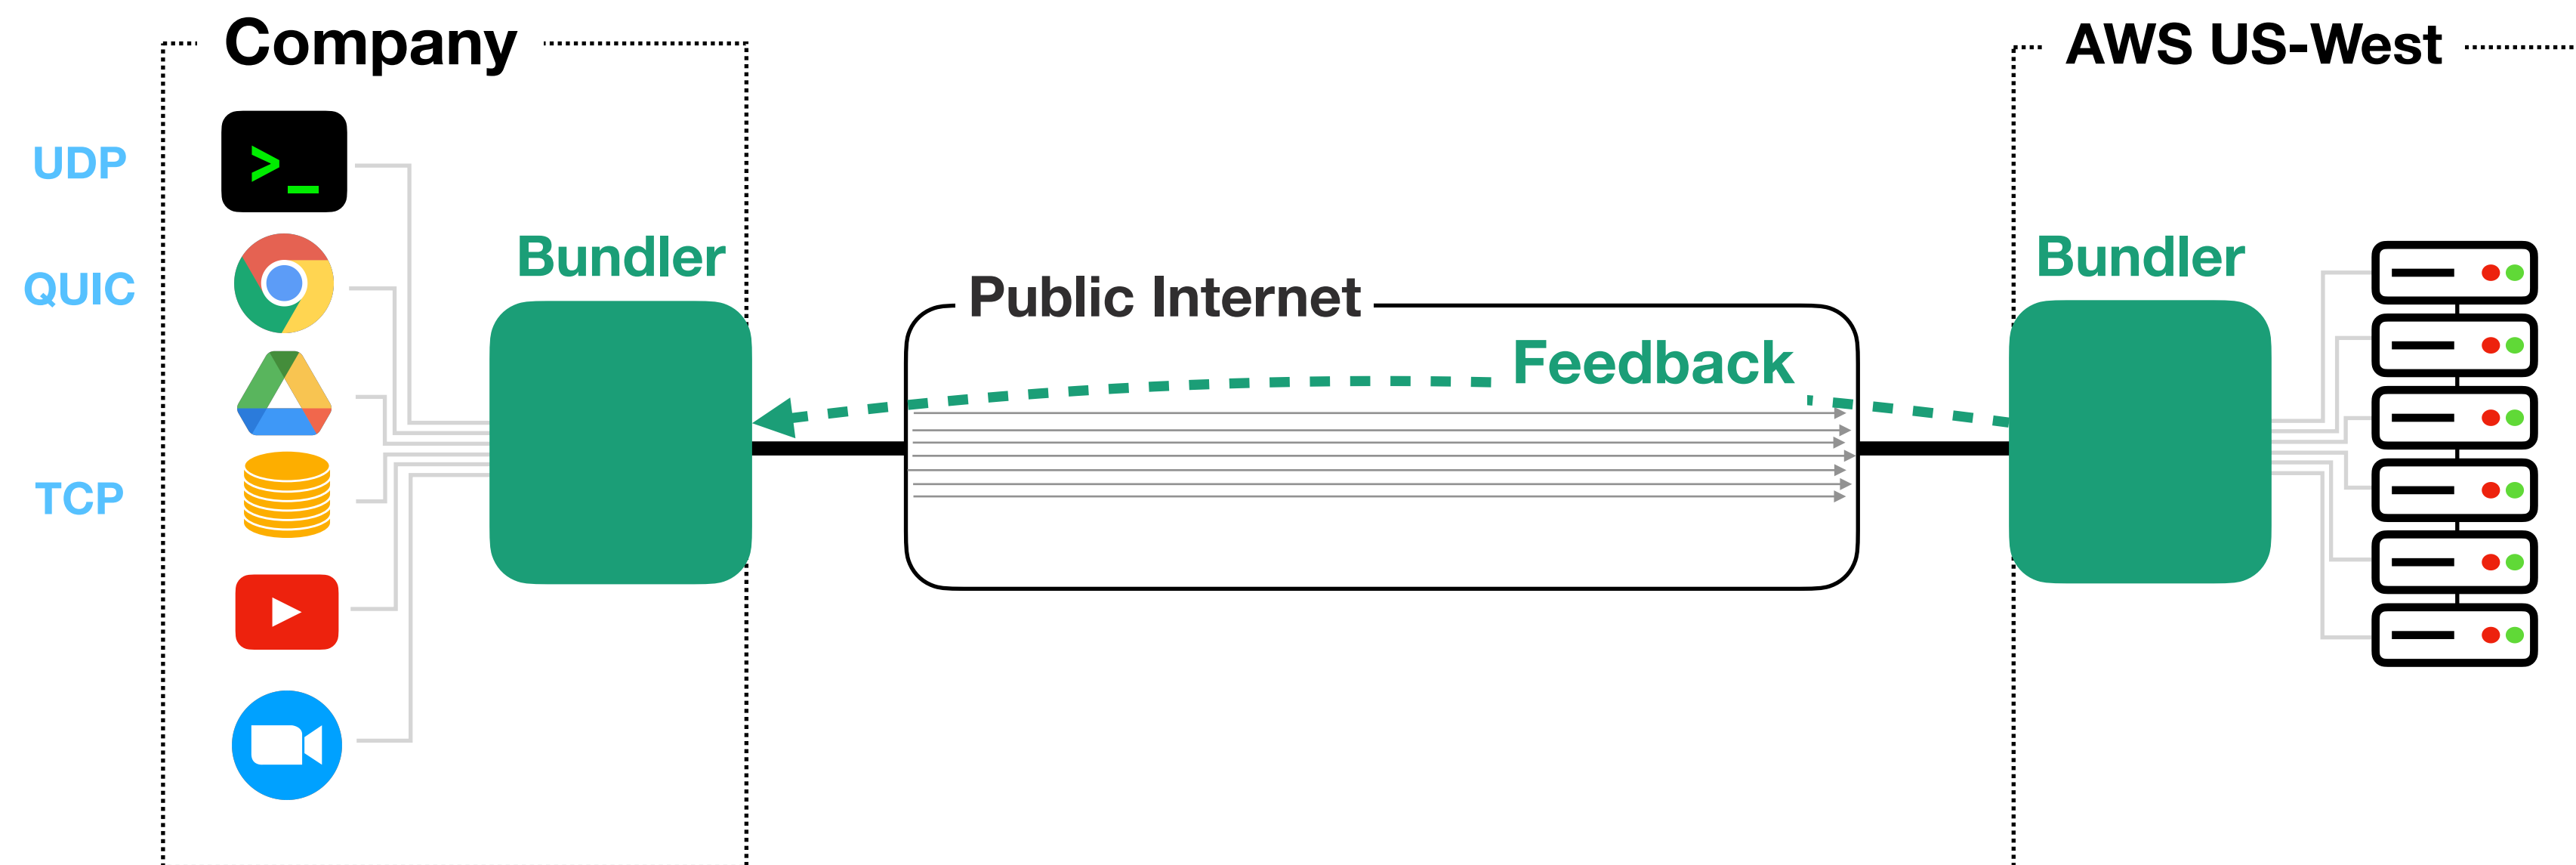 Company
AWS US-West
UDP
>_
QUIC
Bundler
Bundler
Public Internet
Feedback
TCP